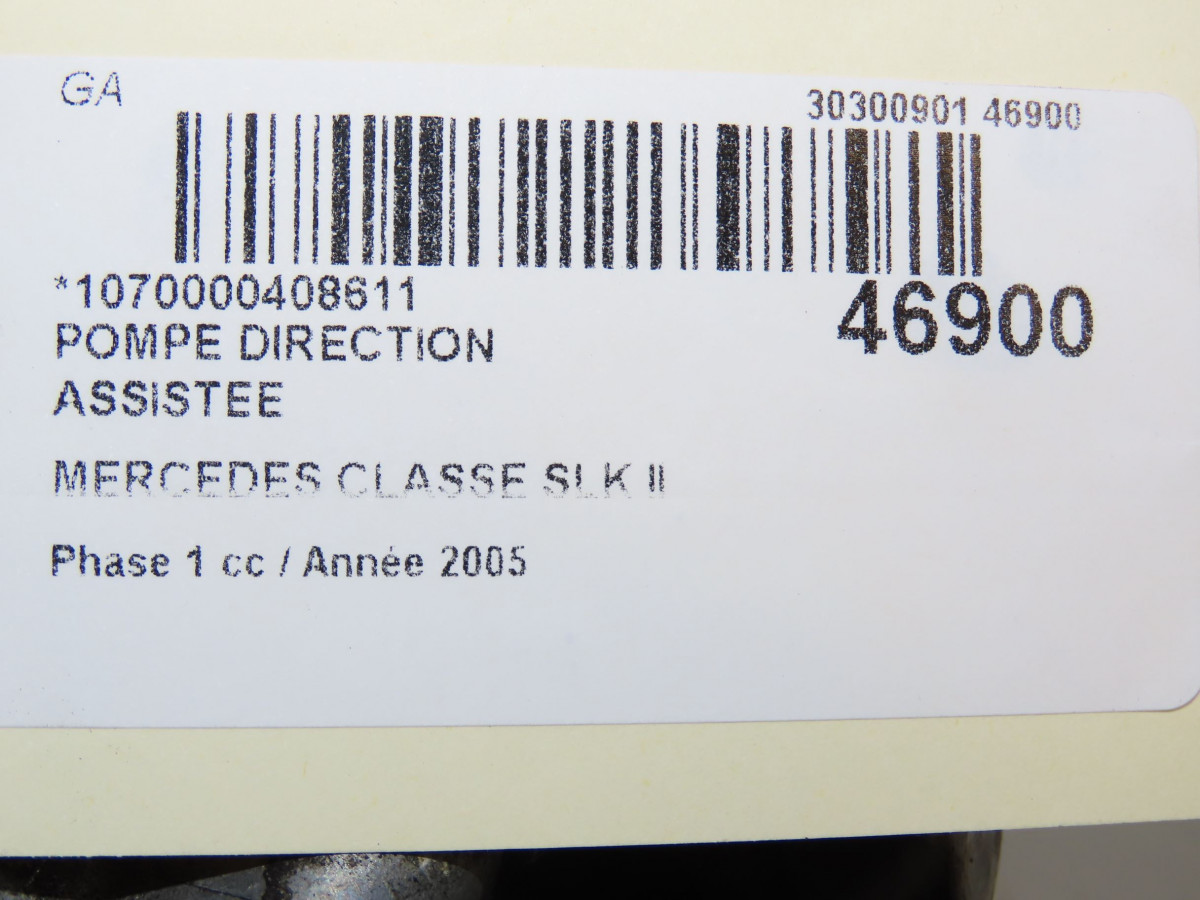 GA
30300901 46900
*1070000408611
46900
POMPE DIRECTION
ASSISTEE
MERCEDES CLASSE SLK II
Phase 1 cc / Année 2005